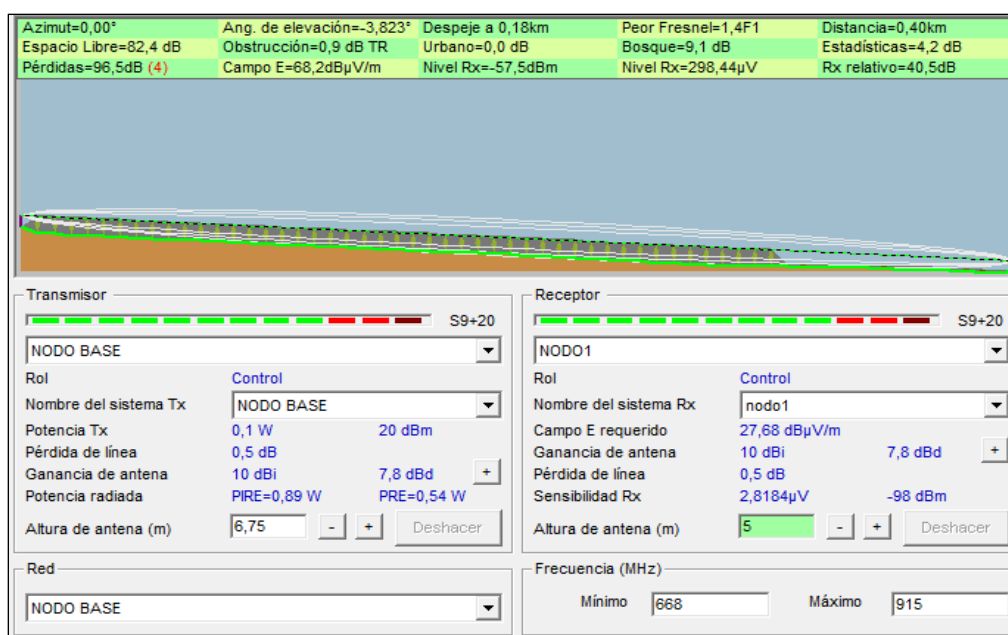 Azimut=0,00° Ang. de elevación=-3,823° Despeje a 0,18km Peor Fresnel=1,4F1 Distancia=0,40km
Espacio Libre=82,4 dB Obstrucción=0,9 dB TR Urbano=0,0 dB Bosque=9,1 dB Estadísticas=4,2 dB
Pérdidas=96,5dB (4) Campo E=68,2dBµV/m Nivel Rx=-57,5dBm Nivel Rx=298,44µV Rx relativo=40,5dB
Transmisor
S9+20
NODO BASE
Rol Control
Nombre del sistema Tx NODO BASE
Potencia Tx 0,1 W 20 dBm
Pérdida de línea 0,5 dB
Ganancia de antena 10 dBi 7,8 dBd +
Potencia radiada PIRE=0,89 W PRE=0,54 W
Altura de antena (m) 6,75 - + Deshacer
Red
NODO BASE
Receptor
S9+20
NODO1
Rol Control
Nombre del sistema Rx nodo1
Campo E requerido 27,68 dBµV/m
Ganancia de antena 10 dBi 7,8 dBd +
Pérdida de línea 0,5 dB
Sensibilidad Rx 2,8184µV -98 dBm
Altura de antena (m) 5 - + Deshacer
Frecuencia (MHz)
Mínimo 668 Máximo 915